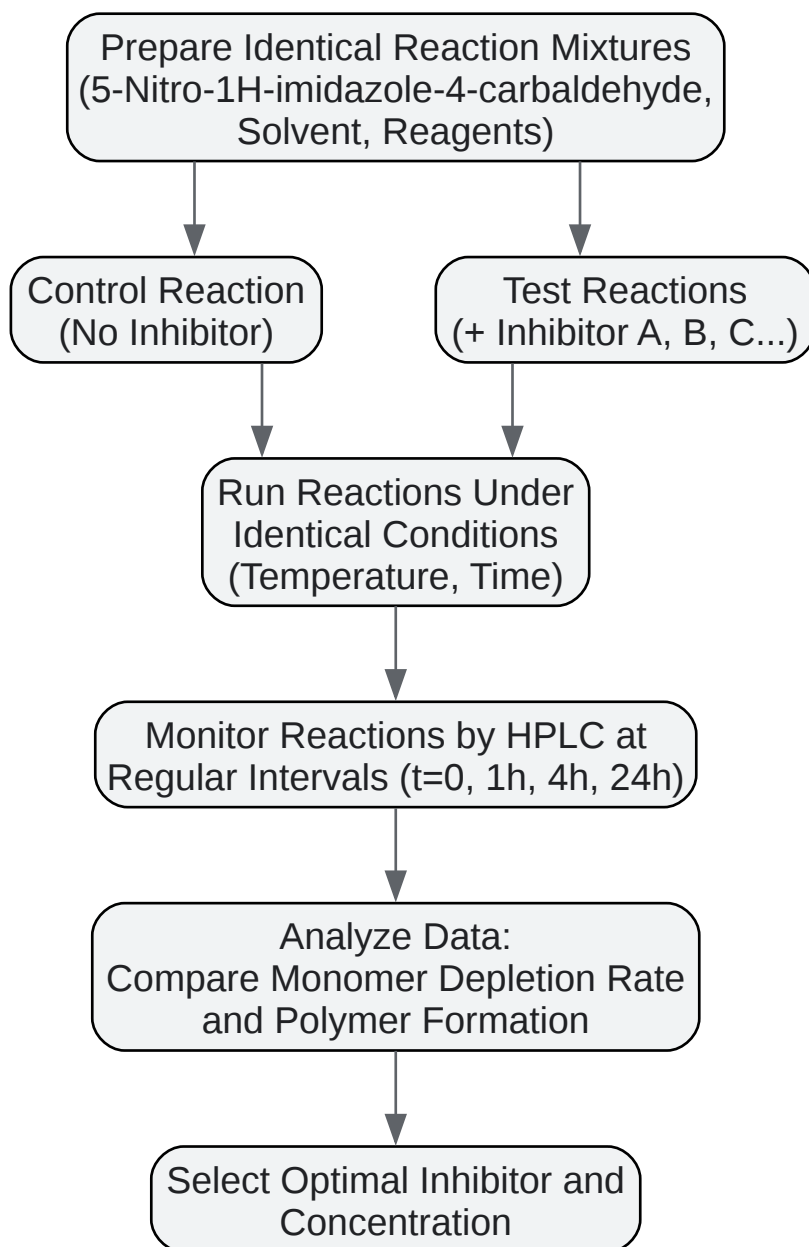 Prepare Identical Reaction Mixtures
(5-Nitro-1H-imidazole-4-carbaldehyde,
Solvent, Reagents)
Control Reaction
(No Inhibitor)
Test Reactions
(+ Inhibitor A, B, C...)
Run Reactions Under
Identical Conditions
(Temperature, Time)
Monitor Reactions by HPLC at
Regular Intervals (t=0, 1h, 4h, 24h)
Analyze Data:
Compare Monomer Depletion Rate
and Polymer Formation
Select Optimal Inhibitor and
Concentration